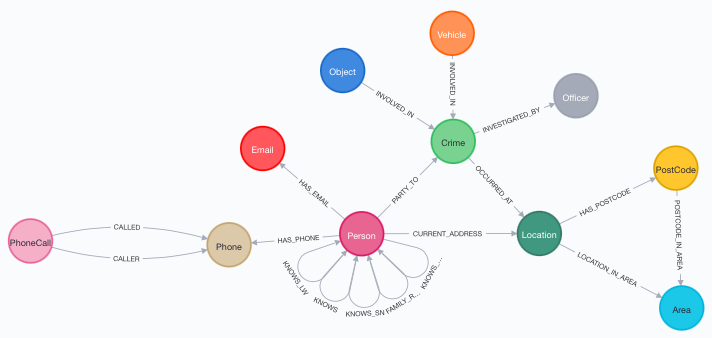 Vehicle
Object
INVOLVED_IN
INVOLVED_IN
Officer
INVESTIGATED_BY
Crime
Email
HAS_EMAIL
PARTY_TO
OCCURRED_AT
PostCode
HAS_POSTCODE
POSTCODE_IN_AREA
PhoneCall
CALLED
CALLER
Phone
HAS_PHONE
Person
CURRENT_ADDRESS
Location
LOCATION_IN_AREA
KNOWS_LW
KNOWS
KNOWS_SN
FAMILY_R...
KNOWS_...
Area